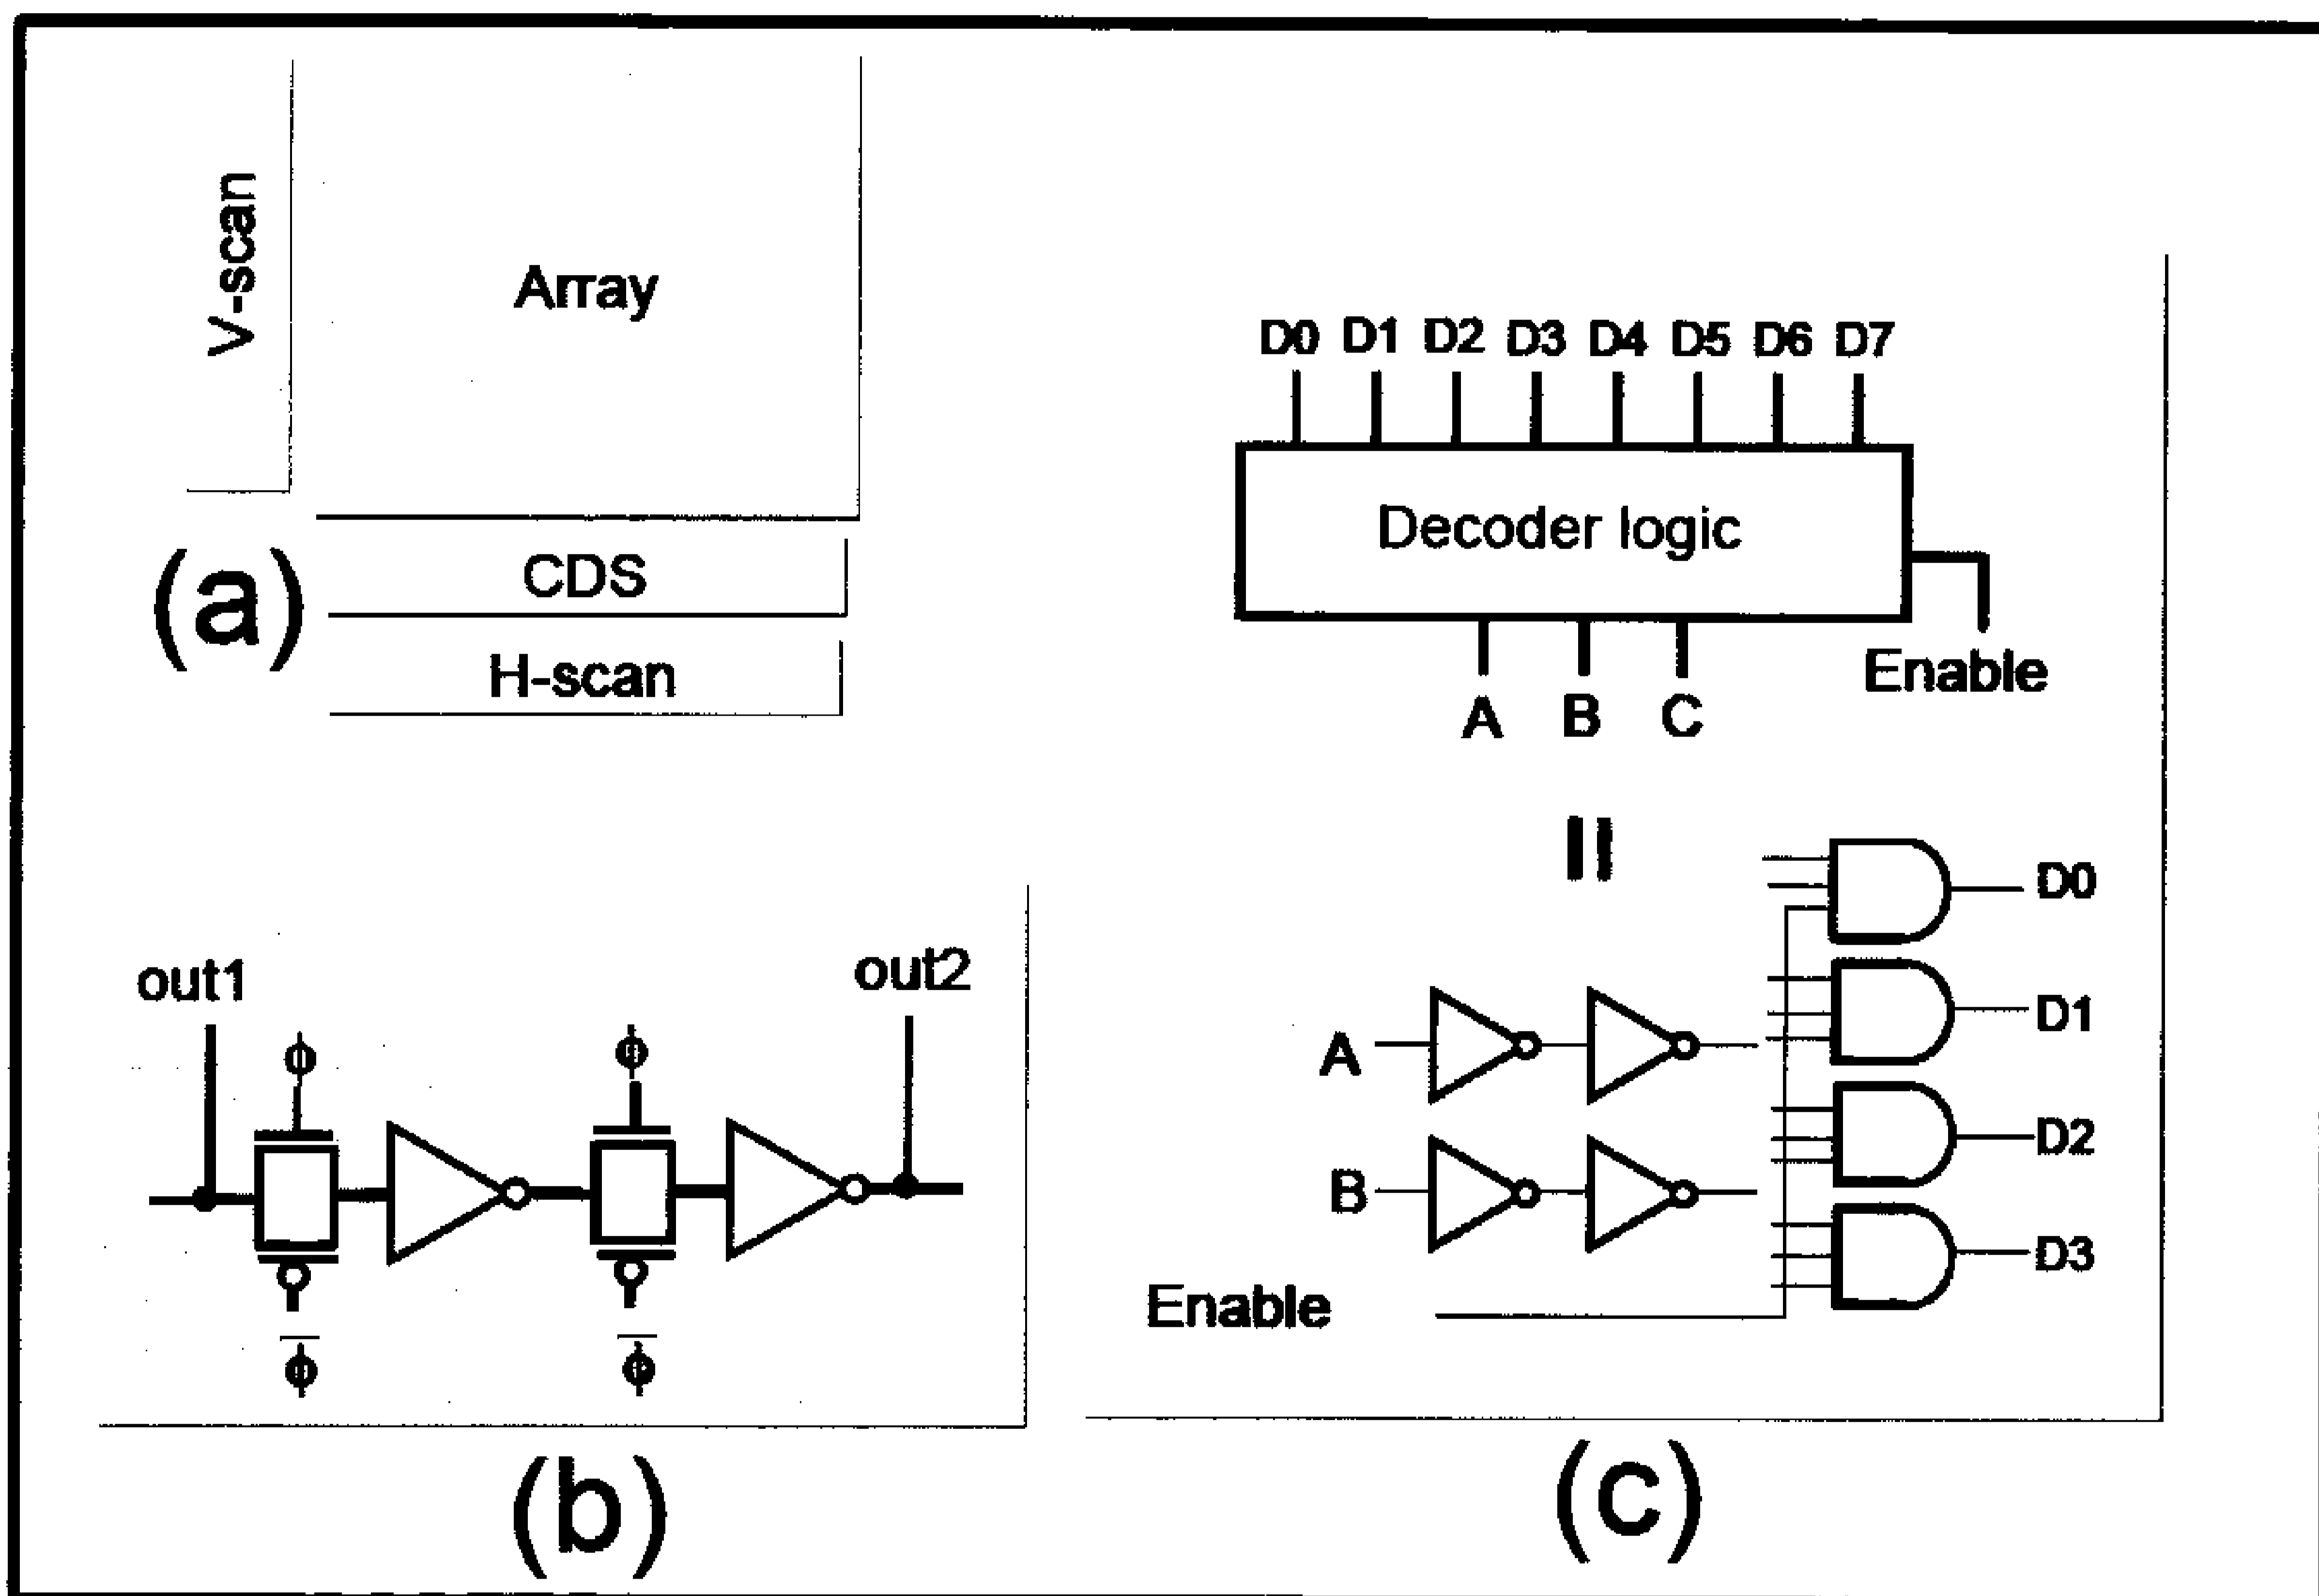 V-scan
Array
CDS
H-scan
(a)
out1
out2
ϕ ϕ
ϕ̅ ϕ̅
(b)
D0 D1 D2 D3 D4 D5 D6 D7
Decoder logic
Enable
A B C
=
D0
D1
D2
D3
A
B
Enable
(c)